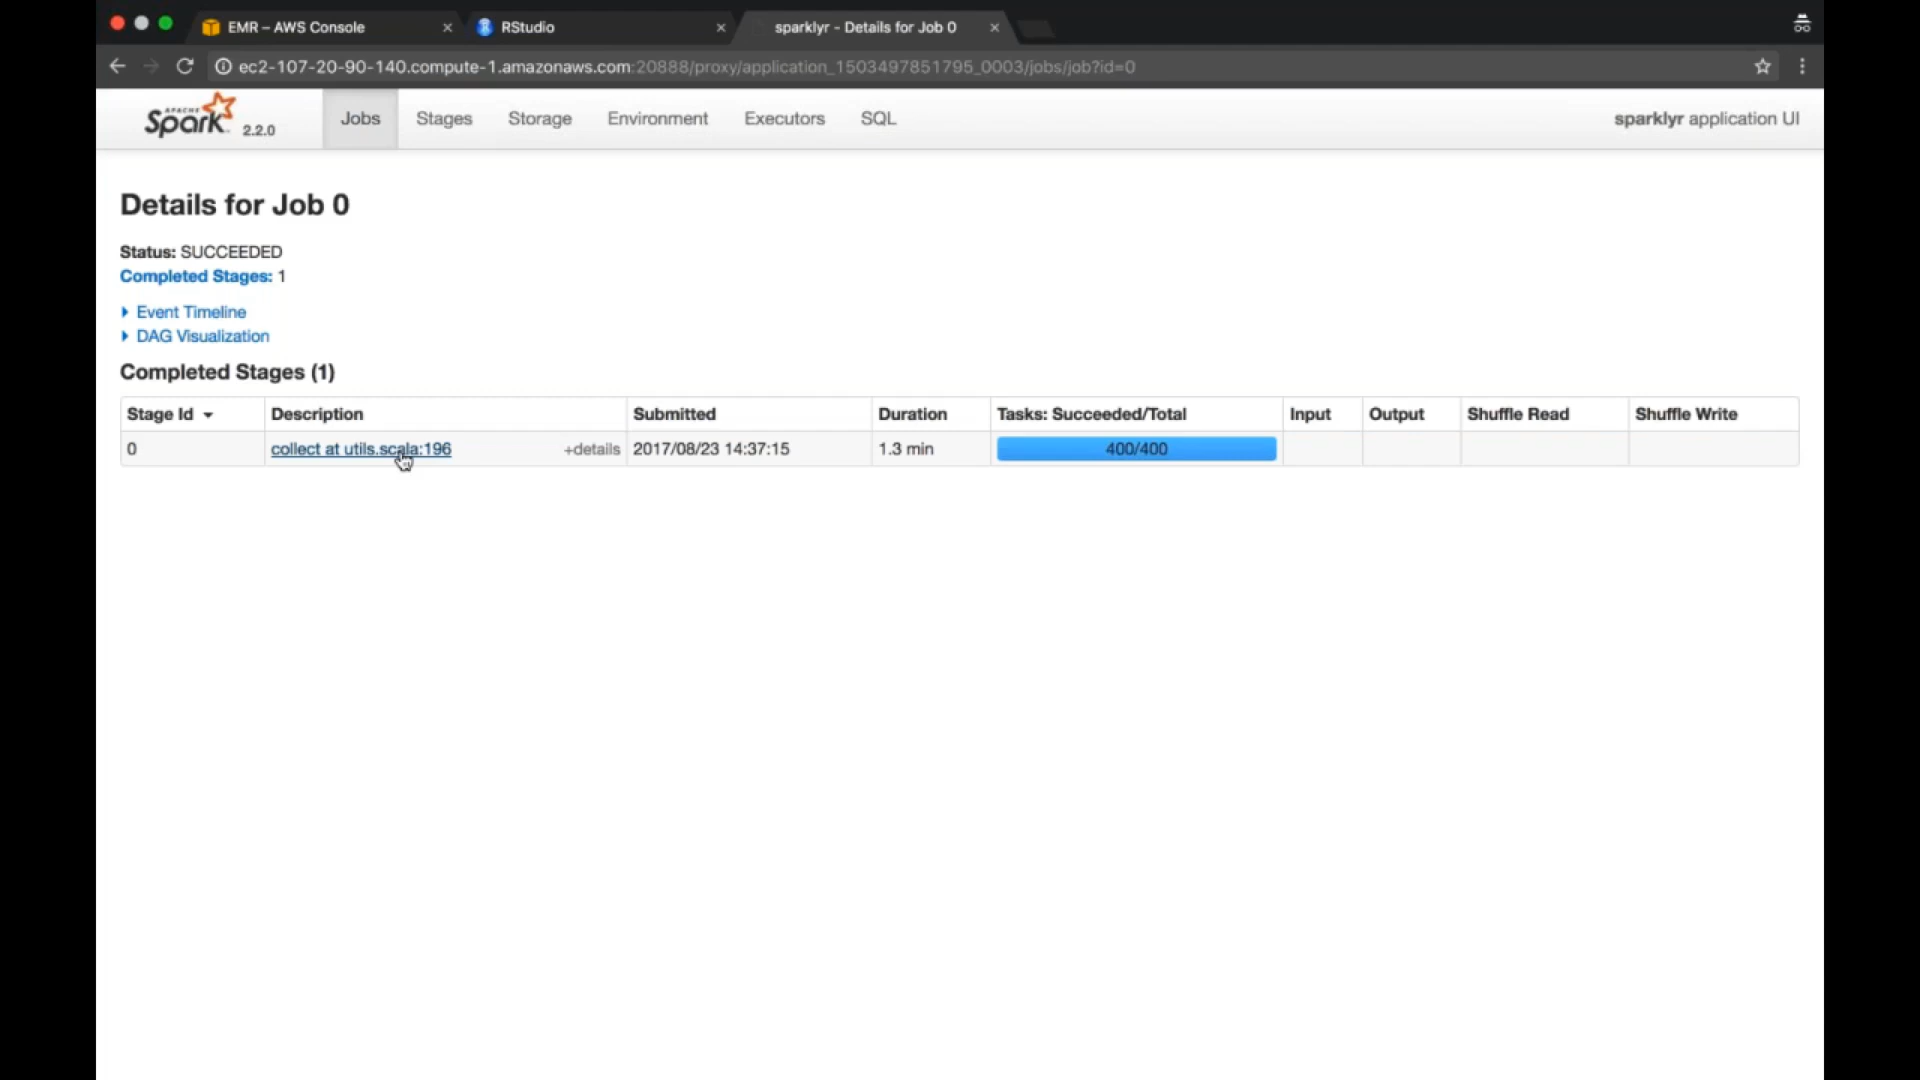 EMR – AWS Console
RStudio
sparklyr - Details for Job 0
ec2-107-20-90-140.compute-1.amazonaws.com:20888/proxy/application_1503497851795_0003/jobs/job?id=0
APACHE Spark 2.2.0
Jobs
Stages
Storage
Environment
Executors
SQL
sparklyr application UI
Details for Job 0
Status: SUCCEEDED
Completed Stages: 1
Event Timeline
DAG Visualization
Completed Stages (1)
Stage Id Description Submitted Duration Tasks: Succeeded/Total Input Output Shuffle Read Shuffle Write
0 collect at utils.scala:196 +details 2017/08/23 14:37:15 1.3 min 400/400